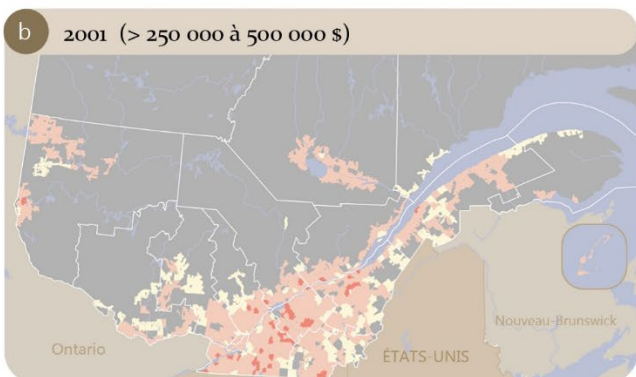 b
2001 (> 250 000 à 500 000 $)
Ontario
ÉTATS-UNIS
Nouveau-Brunswick